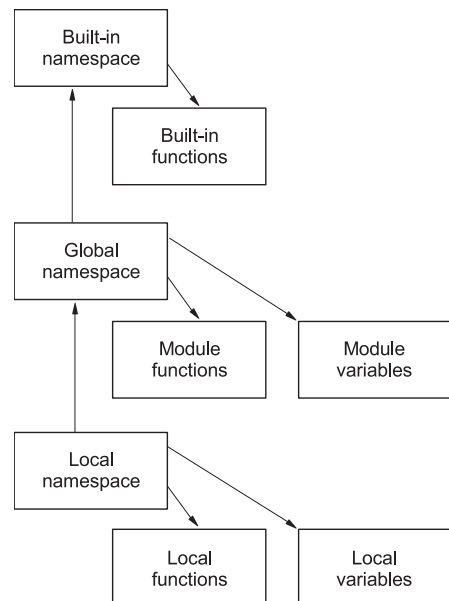 Built-in
namespace
Built-in
functions
Global
namespace
Module
functions
Module
variables
Local
namespace
Local
functions
Local
variables